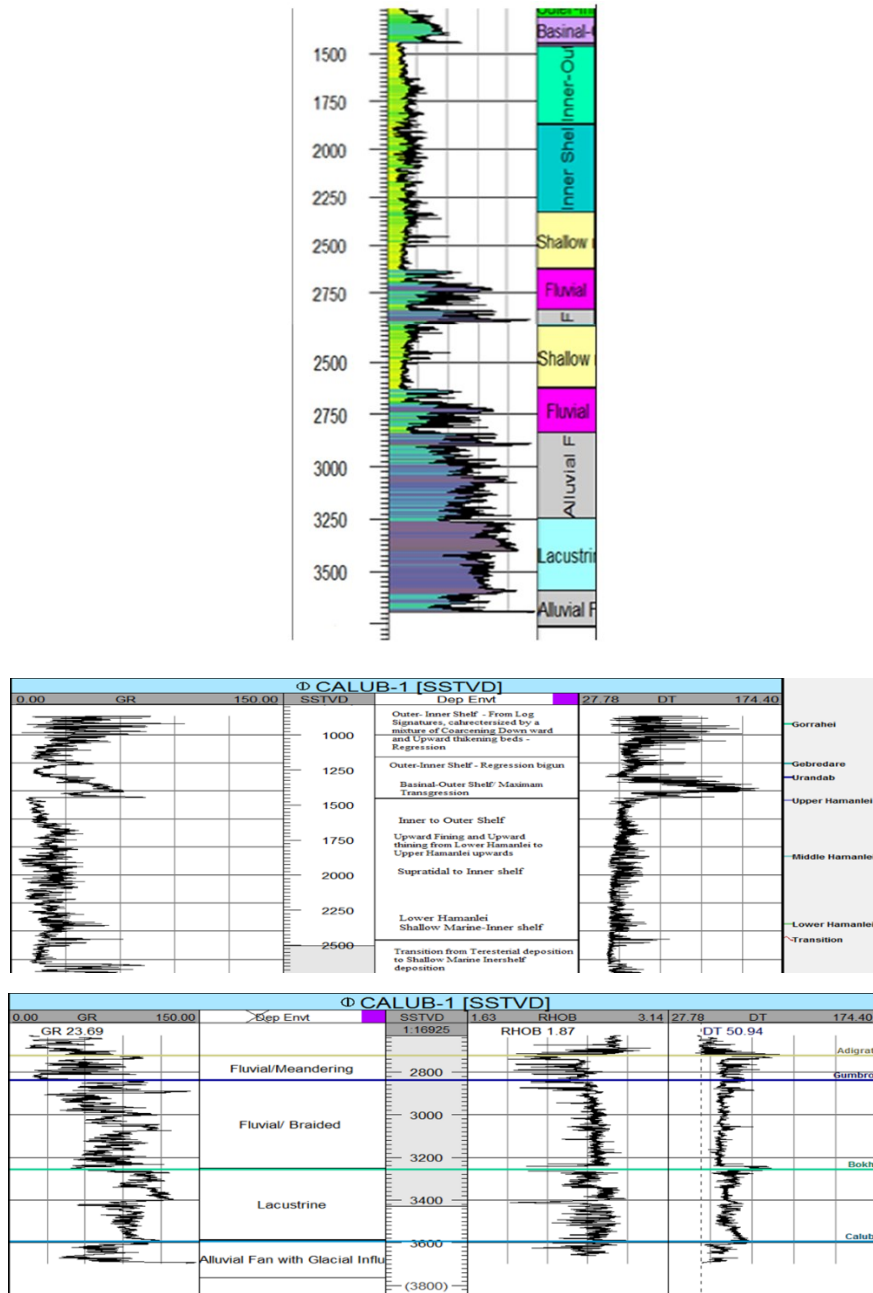 Basinal-
1500
Inner-Out
1750
2000
Inner Shel
2250
2500
Shallow
2750
Fluvial
F
2500
Shallow
2750
Fluvial
3000
Alluvial F
3250
Lacustri
3500
Alluvial F
① CALUB-1 [SSTVD]
0.00 GR 150.00 SSTVD Dep Envt 27.78 DT 174.40
Outer- Inner Shelf - From Log
Signatures, cahrectersized by a
mixture of Coarcening Down ward
and Upward thikening beds -
Regression
1000
Gorrahei
Outer-Inner Shelf - Regression bigun
1250
Gebredare
Urandab
Basinal-Outer Shelf/ Maximam
Transgression
1500
Upper Hamanlei
Inner to Outer Shelf
1750
Upward Fining and Upward
thining from Lower Hamanlei to
Upper Hamanlei upwards
Middle Hamanlei
2000
Supratidal to Inner shelf
2250
Lower Hamanlei
Shallow Marine-Inner shelf
Lower Hamanlei
2500
Transition
Transition from Teresterial deposition
to Shallow Marine Inershelf
deposition
① CALUB-1 [SSTVD]
0.00 GR 150.00 Dep Envt SSTVD 1.63 RHOB 3.14 27.78 DT 174.40
GR 23.69 1:16925 RHOB 1.87 DT 50.94
Adigrat
Fluvial/Meandering
2800
Gumbro
3000
Fluvial/ Braided
3200
Bokh
Lacustrine
3400
3600
Calub
Alluvial Fan with Glacial Influ
(3800)